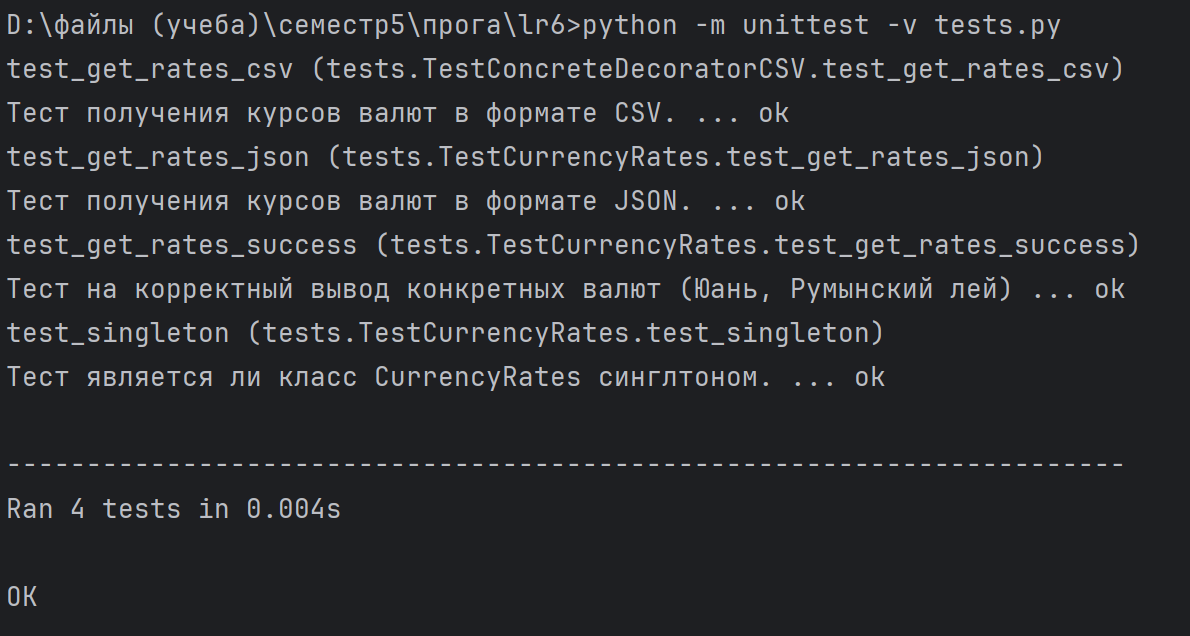 D:\файлы (учеба)\семестр5\прога\lr6>python -m unittest -v tests.py
test_get_rates_csv (tests.TestConcreteDecoratorCSV.test_get_rates_csv)
Тест получения курсов валют в формате CSV. ... ok
test_get_rates_json (tests.TestCurrencyRates.test_get_rates_json)
Тест получения курсов валют в формате JSON. ... ok
test_get_rates_success (tests.TestCurrencyRates.test_get_rates_success)
Тест на корректный вывод конкретных валют (Юань, Румынский лей) ... ok
test_singleton (tests.TestCurrencyRates.test_singleton)
Тест является ли класс CurrencyRates синглтоном. ... ok
----------------------------------------------------------------------
Ran 4 tests in 0.004s
OK